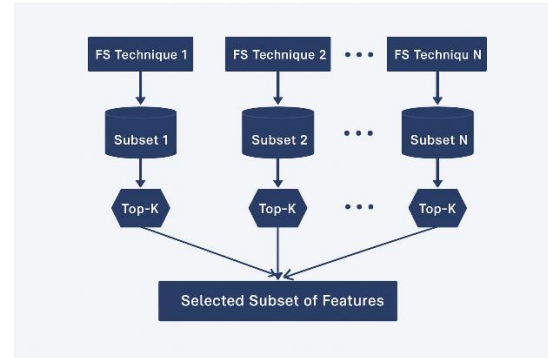 FS Technique 1
FS Technique 2
FS Techniqu N
Subset 1
Subset 2
Subset N
Top-K
Top-K
Top-K
Selected Subset of Features